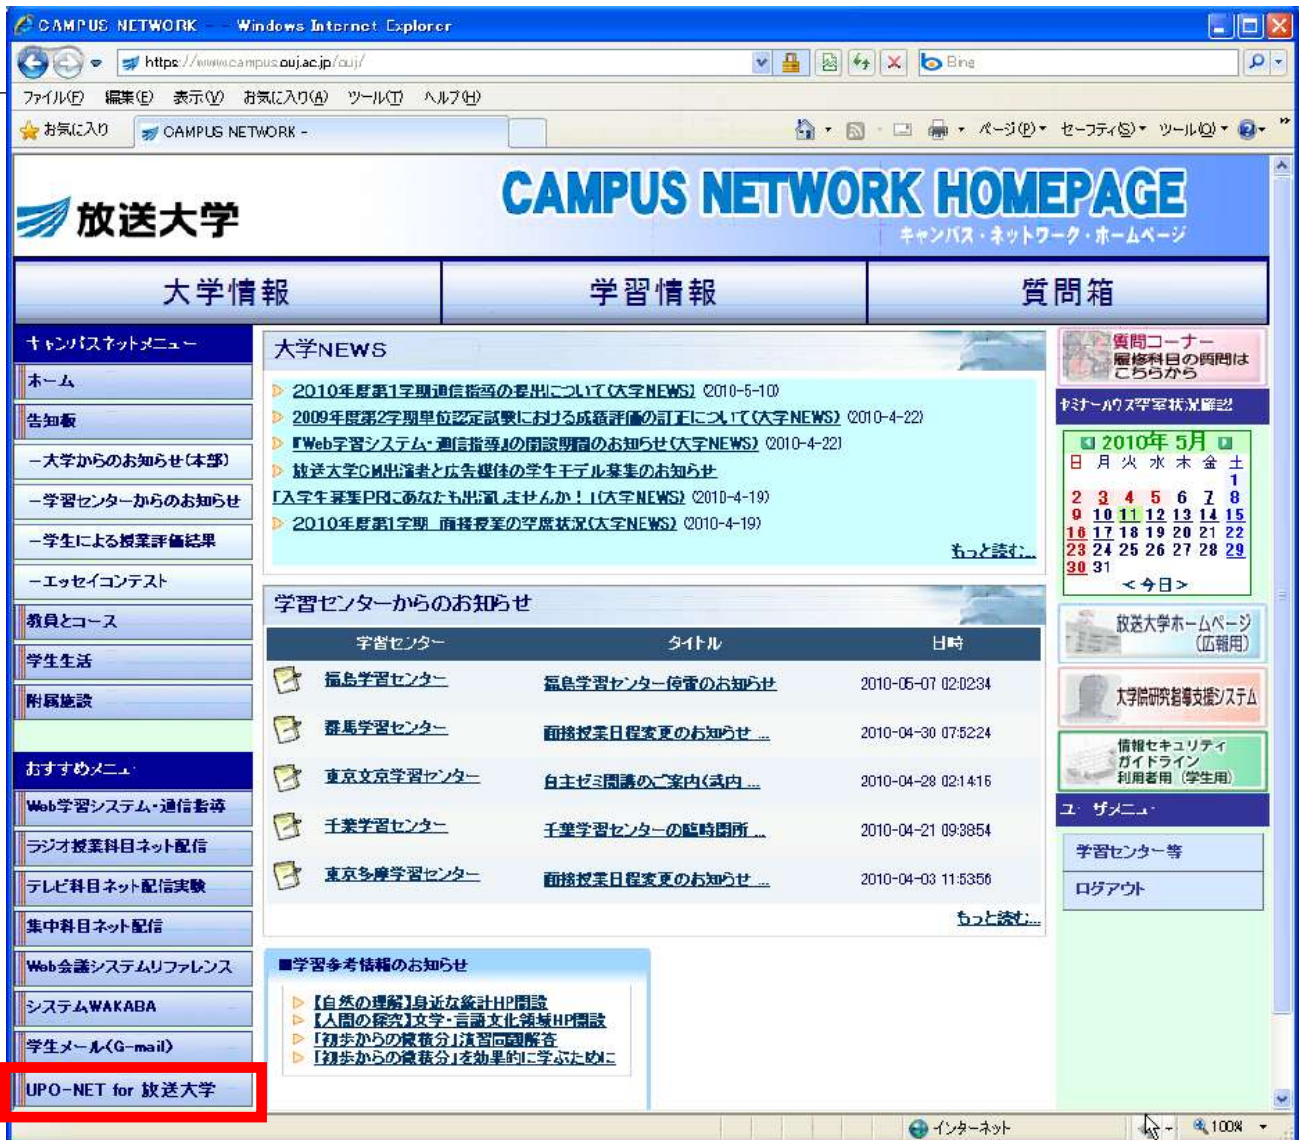 CAMPUS NETWORK - - Windows Internet Explorer
https://www.campus.ouj.ac.jp/ouj/
Bing
ファイル(F) 編集(E) 表示(V) お気に入り(A) ツール(T) ヘルプ(H)
お気に入り CAMPUS NETWORK -
ページ(P) セーフティ(S) ツール(O)
放送大学
CAMPUS NETWORK HOMEPAGE
キャンパス・ネットワーク・ホームページ
大学情報 学習情報 質問箱
キャンパスネットメニュー
ホーム
告知板
－大学からのお知らせ(本部)
－学習センターからのお知らせ
－学生による授業評価結果
－エッセイコンテスト
教員とコース
学生生活
附属施設
おすすめメニュー
Web学習システム・通信指導
ラジオ授業科目ネット配信
テレビ科目ネット配信実験
集中科目ネット配信
Web会議システムリファレンス
システムWAKABA
学生メール(G-mail)
UPO-NET for 放送大学
大学NEWS
2010年度第1学期通信指導の提出について(大学NEWS) (2010-5-10)
2009年度第2学期単位認定試験における成績評価の訂正について(大学NEWS) (2010-4-22)
『Web学習システム・通信指導』の開設期間のお知らせ(大学NEWS) (2010-4-22)
放送大学CM出演者と広告媒体の学生モデル募集のお知らせ
「入学生募集PRにあなたも出演しませんか！」(大学NEWS) (2010-4-19)
2010年度第1学期 面接授業の空席状況(大学NEWS) (2010-4-19)
もっと読む...
学習センターからのお知らせ
学習センター タイトル 日時
福島学習センター 福島学習センター停電のお知らせ 2010-05-07 02:02:34
群馬学習センター 面接授業日程変更のお知らせ ... 2010-04-30 07:52:24
東京文京学習センター 自主ゼミ開講のご案内(武内 ... 2010-04-28 02:14:16
千葉学習センター 千葉学習センターの臨時閉所 ... 2010-04-21 09:38:54
東京多摩学習センター 面接授業日程変更のお知らせ ... 2010-04-03 11:53:56
もっと読む...
■学習参考情報のお知らせ
【自然の理解】身近な統計HP開設
【人間の探究】文学・言語文化領域HP開設
「初歩からの微積分」演習問題解答
「初歩からの微積分」を効果的に学ぶために
質問コーナー
履修科目の質問は
こちらから
セミナーハウス空室状況確認
2010年 5月
日 月 火 水 木 金 土
1
2 3 4 5 6 7 8
9 10 11 12 13 14 15
16 17 18 19 20 21 22
23 24 25 26 27 28 29
30 31
<今日>
放送大学ホームページ
(広報用)
大学院研究指導支援システム
情報セキュリティ
ガイドライン
利用者用 (学生用)
ユーザメニュー
学習センター等
ログアウト
インターネット 100%